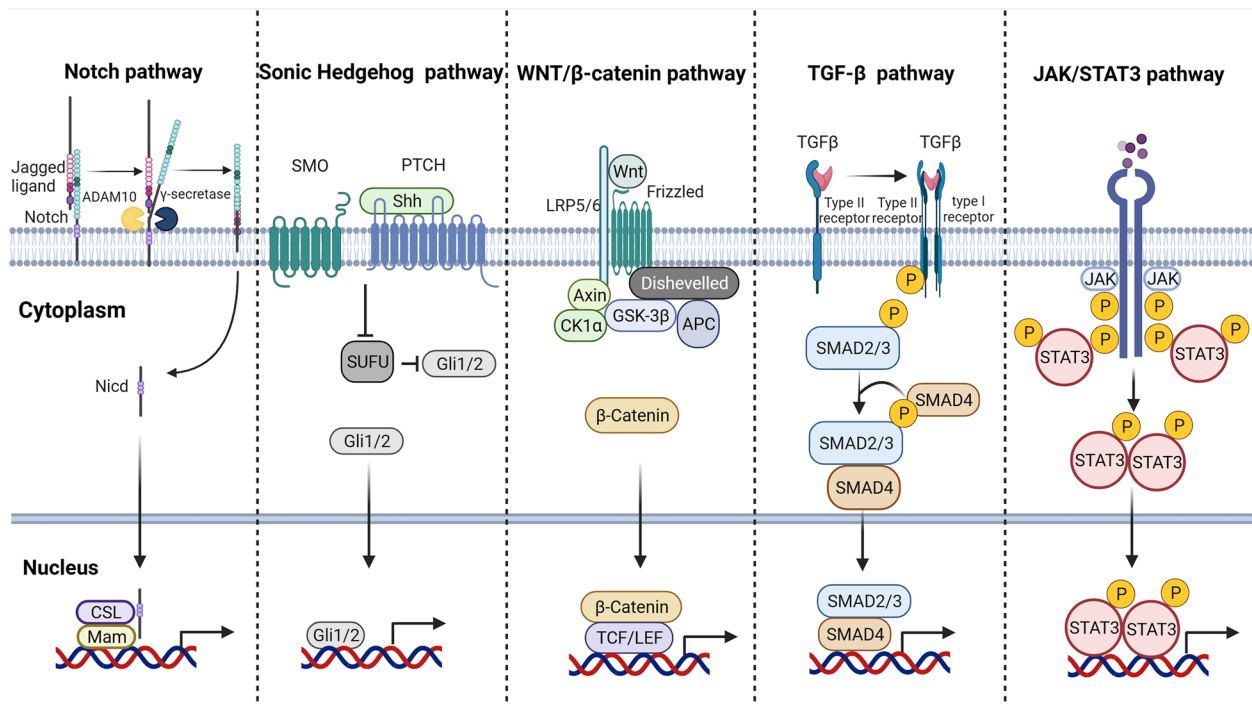 Notch pathway
Jagged
ligand
ADAM10
γ-secretase
Notch
Cytoplasm
Nicd
Nucleus
CSL
Mam
Sonic Hedgehog pathway
SMO
PTCH
Shh
SUFU
Gli1/2
Gli1/2
Gli1/2
WNT/β-catenin pathway
Wnt
LRP5/6
Frizzled
Dishevelled
Axin
GSK-3β
CK1α
APC
β-Catenin
β-Catenin
TCF/LEF
TGF-β pathway
TGFβ
TGFβ
Type II
receptor
Type II
receptor
type I
receptor
P
P
SMAD2/3
SMAD4
P
SMAD2/3
SMAD4
SMAD2/3
SMAD4
JAK/STAT3 pathway
JAK
JAK
P
P
P
P
P
P
STAT3
STAT3
P
P
STAT3
STAT3
P
P
STAT3
STAT3